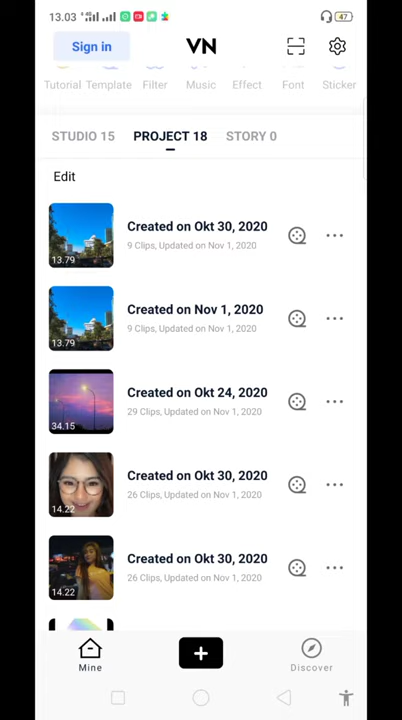 13.03
47
Sign in
VN
Tutorial Template Filter Music Effect Font Sticker
STUDIO 15 PROJECT 18 STORY 0
Edit
Created on Okt 30, 2020
9 Clips, Updated on Nov 1, 2020
13.79
Created on Nov 1, 2020
9 Clips, Updated on Nov 1, 2020
13.79
Created on Okt 24, 2020
29 Clips, Updated on Nov 1, 2020
34.15
Created on Okt 30, 2020
26 Clips, Updated on Nov 1, 2020
14.22
Created on Okt 30, 2020
26 Clips, Updated on Nov 1, 2020
14.22
Mine
Discover